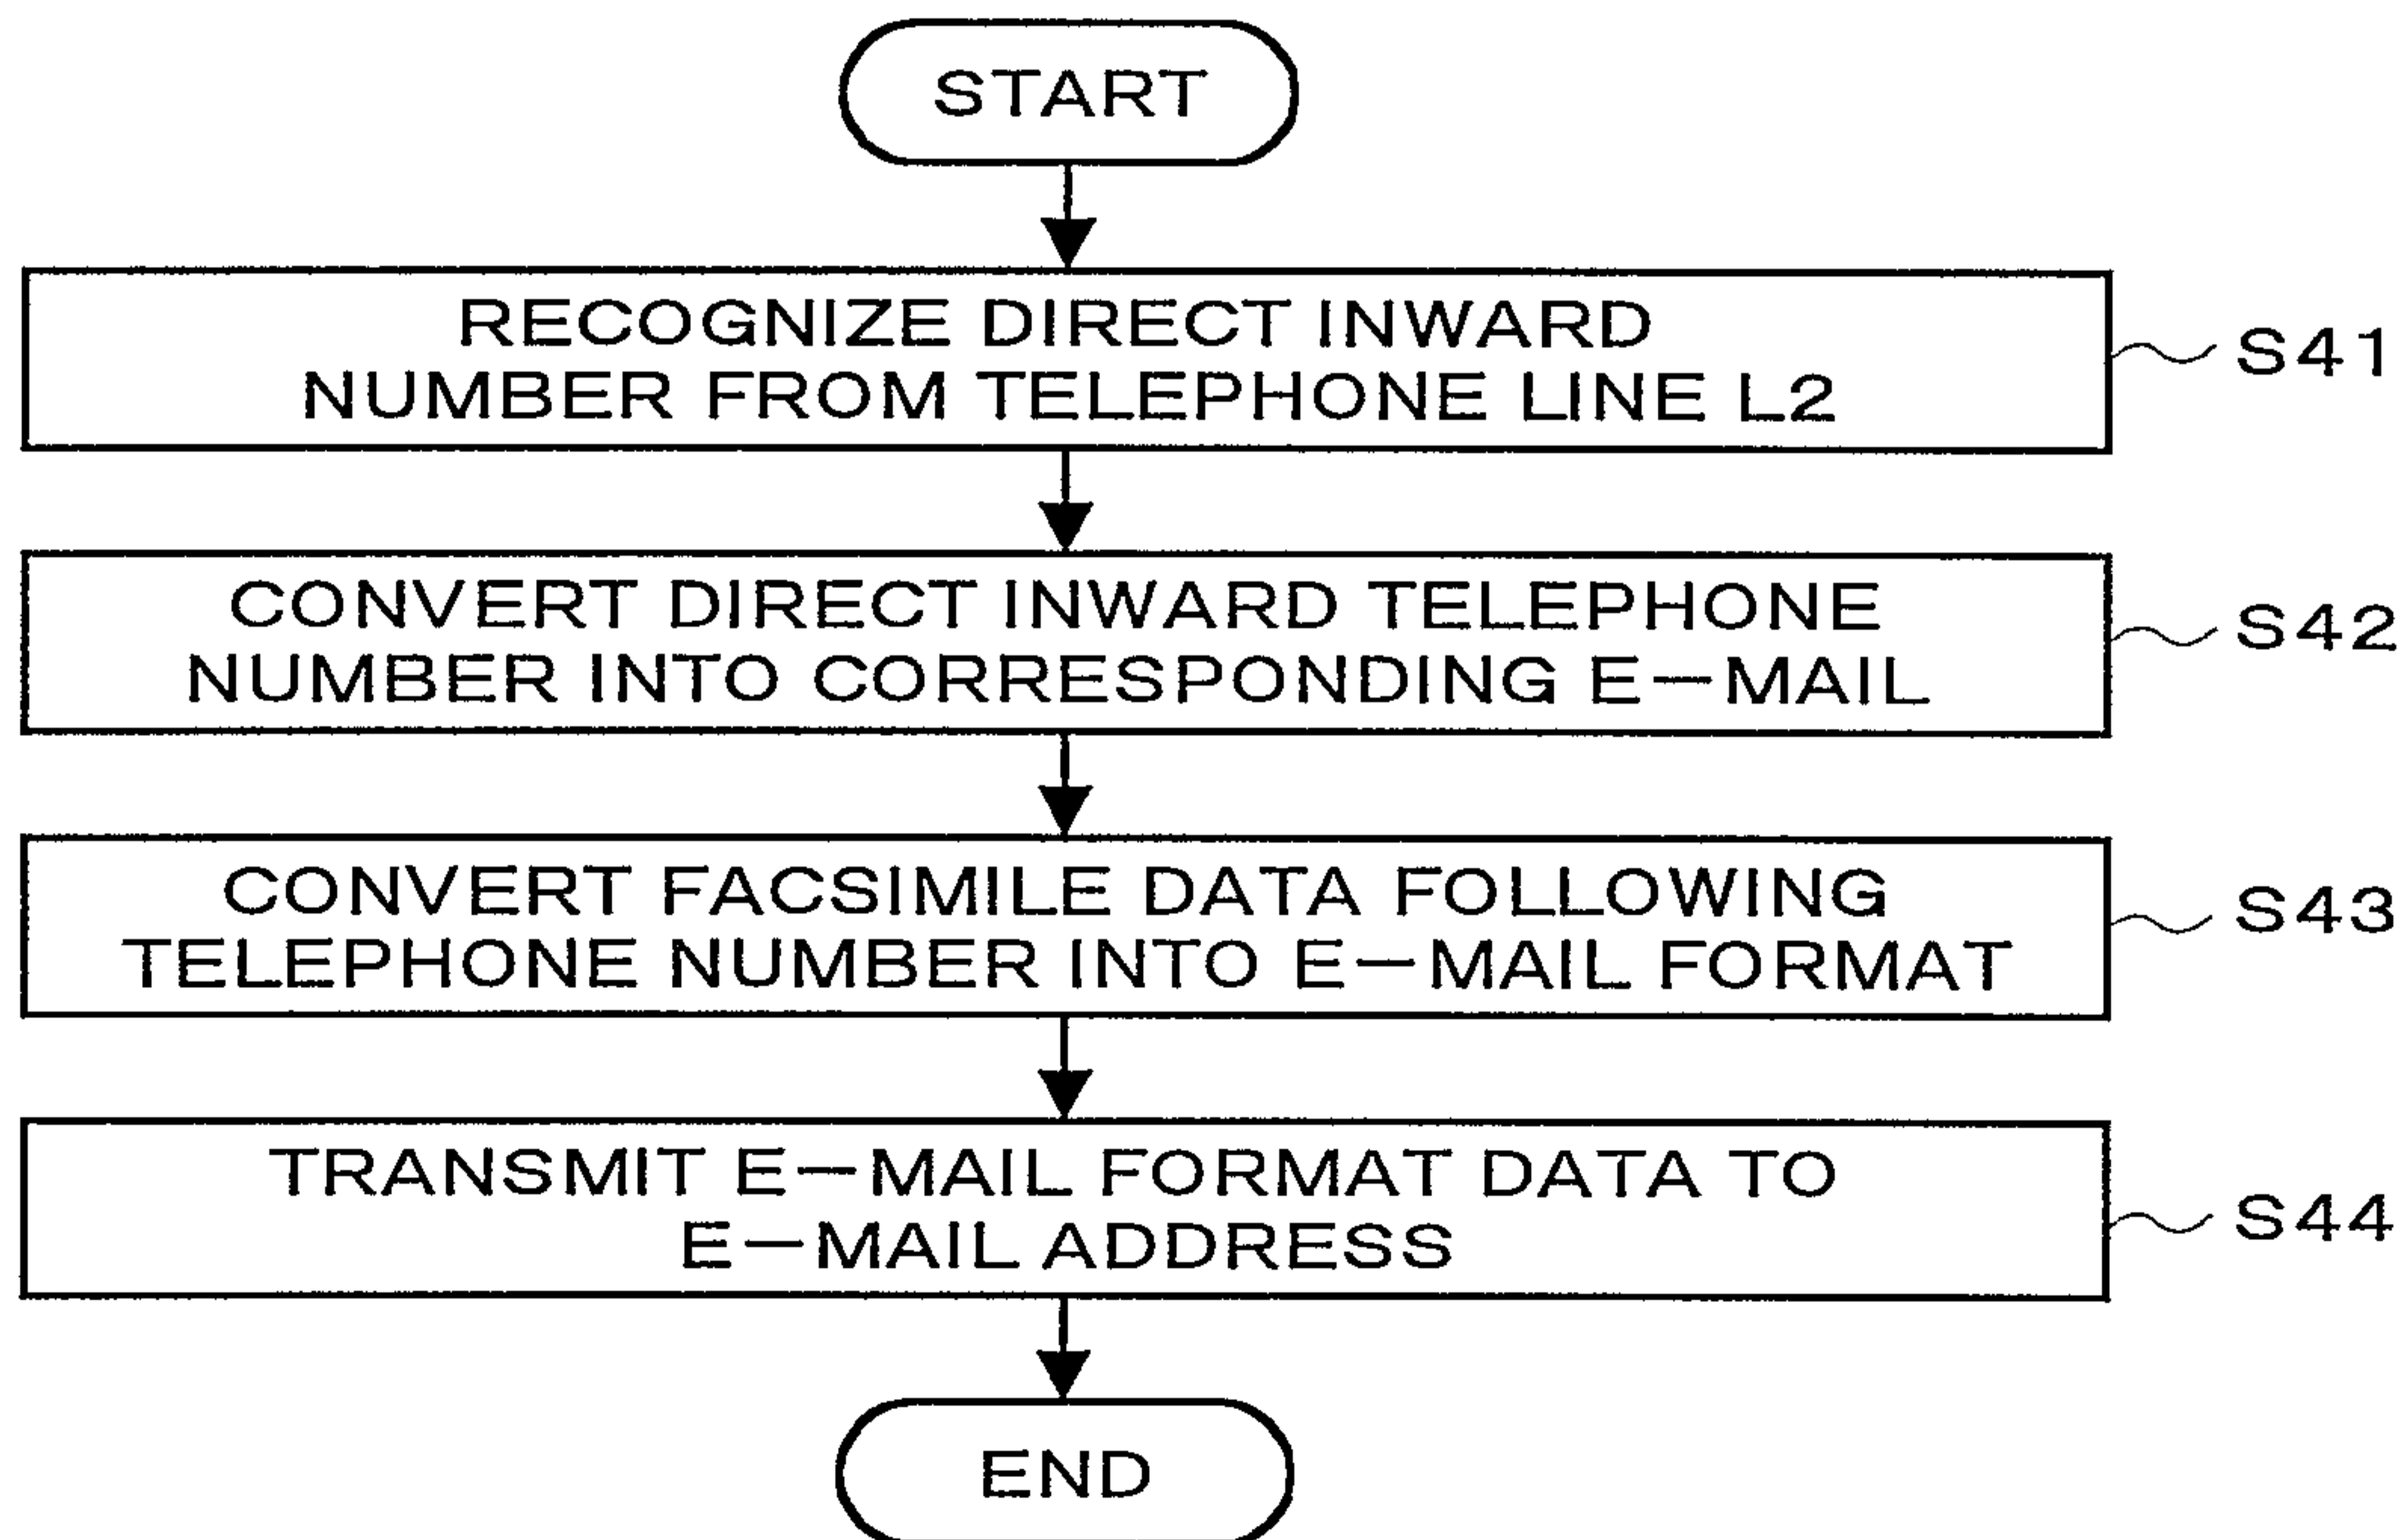 START
RECOGNIZE DIRECT INWARD
NUMBER FROM TELEPHONE LINE L2
S41
CONVERT DIRECT INWARD TELEPHONE
NUMBER INTO CORRESPONDING E-MAIL
S42
CONVERT FACSIMILE DATA FOLLOWING
TELEPHONE NUMBER INTO E-MAIL FORMAT
S43
TRANSMIT E-MAIL FORMAT DATA TO
E-MAIL ADDRESS
S44
END